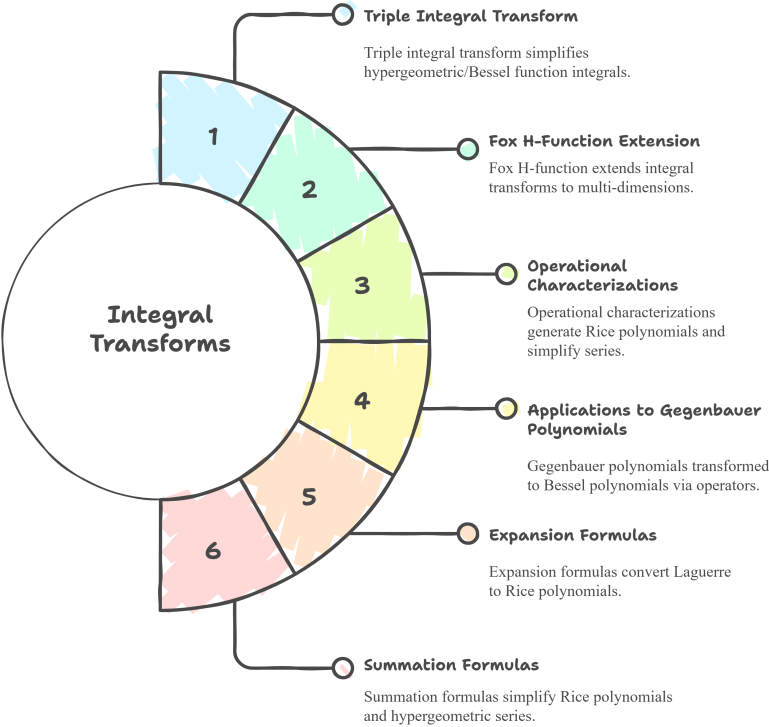 Triple Integral Transform
Triple integral transform simplifies
hypergeometric/Bessel function integrals.
1
Fox H-Function Extension
Fox H-function extends integral
transforms to multi-dimensions.
2
Operational
Characterizations
Operational characterizations
generate Rice polynomials and
simplify series.
3
Integral
Transforms
4
Applications to Gegenbauer
Polynomials
Gegenbauer polynomials transformed
to Bessel polynomials via operators.
5
Expansion Formulas
Expansion formulas convert Laguerre
to Rice polynomials.
6
Summation Formulas
Summation formulas simplify Rice polynomials
and hypergeometric series.